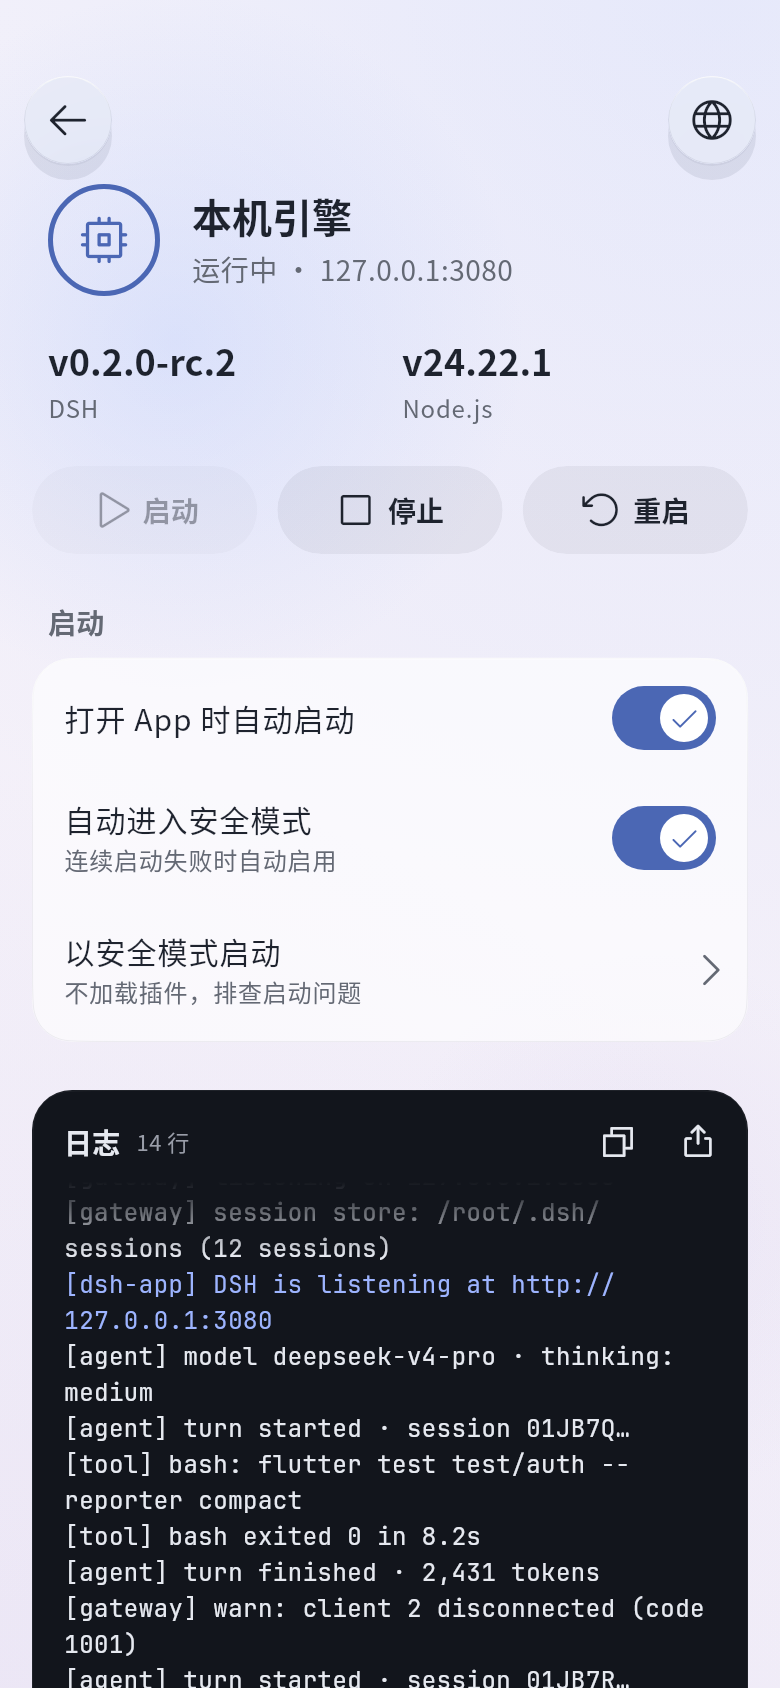 本机引擎
运行中 · 127.0.0.1:3080
v0.2.0-rc.2
DSH
v24.22.1
Node.js
启动
停止
重启
启动
打开 App 时自动启动
自动进入安全模式
连续启动失败时自动启用
以安全模式启动
不加载插件，排查启动问题
日志 14 行
[gateway] session store: /root/.dsh/
sessions (12 sessions)
[dsh-app] DSH is listening at http://
127.0.0.1:3080
[agent] model deepseek-v4-pro · thinking:
medium
[agent] turn started · session 01JB7Q…
[tool] bash: flutter test test/auth --
reporter compact
[tool] bash exited 0 in 8.2s
[agent] turn finished · 2,431 tokens
[gateway] warn: client 2 disconnected (code
1001)
[agent] turn started · session 01JB7R…